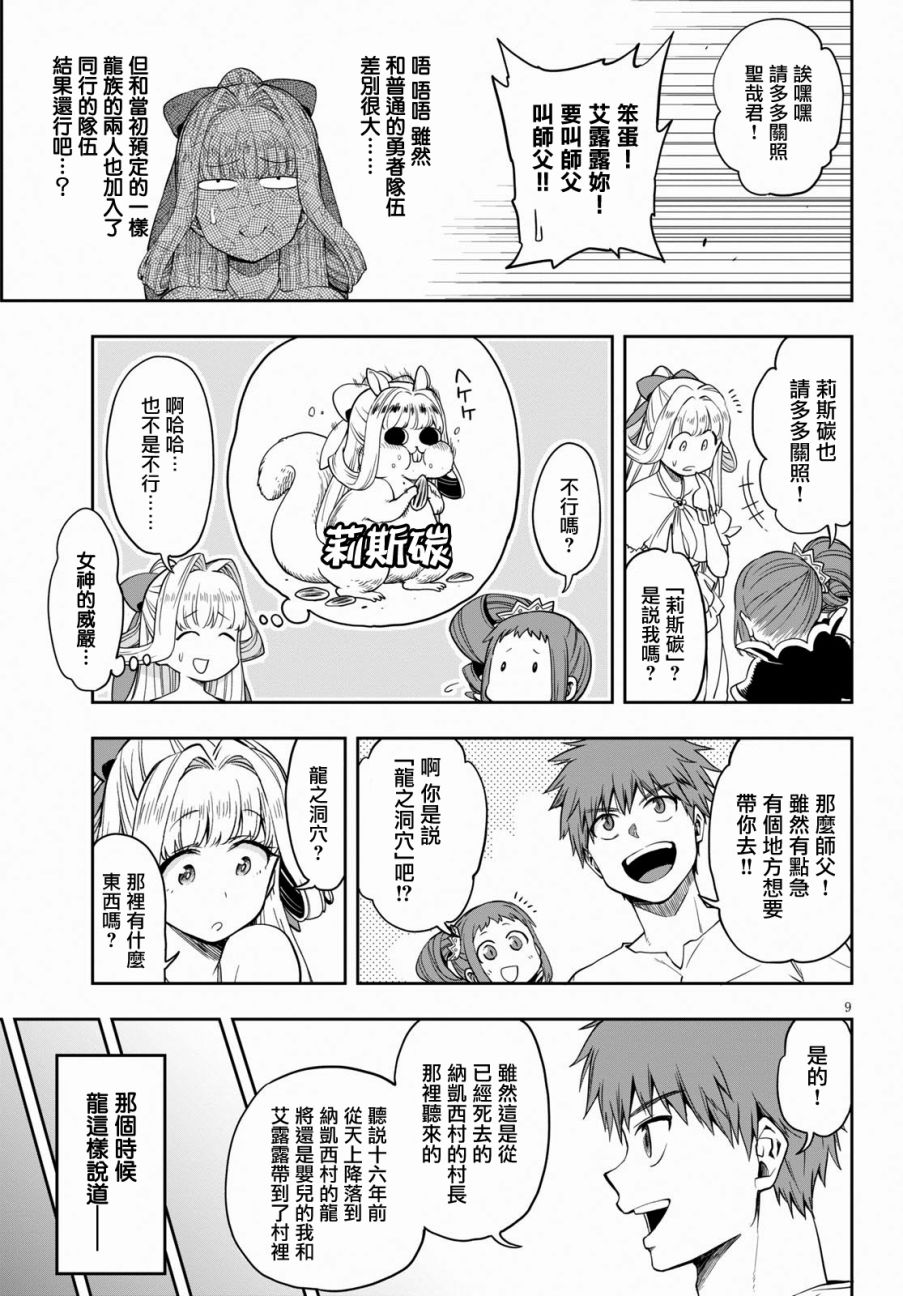 誒嘿嘿
請多多關照
聖哉君！
笨蛋！
艾露露妳！
要叫師父
叫師父!!
唔 唔唔 雖然
和普通的勇者隊伍
差別很大……
但和當初預定的一樣
龍族的兩人也加入了
同行的隊伍
結果還行吧…？
莉斯碳也
請多多關照！
「莉斯碳」？
是說我嗎？
不行嗎？
ヘケケ
莉斯碳
啊哈哈…
也不是不行……
女神的威嚴…
那麼師父！
雖然有點急
有個地方想要
帶你去!!
啊 你是說
「龍之洞穴」吧!?
龍之洞穴？
那裡有什麼
東西嗎？
9
是的！
雖然這是從
已經死去的
納凱西村的村長
那裡聽來的
聽説十六年前
從天上降落到
納凱西村的龍
將還是嬰兒的我和
艾露露帶到了村裡
那個時候
龍這樣說道——